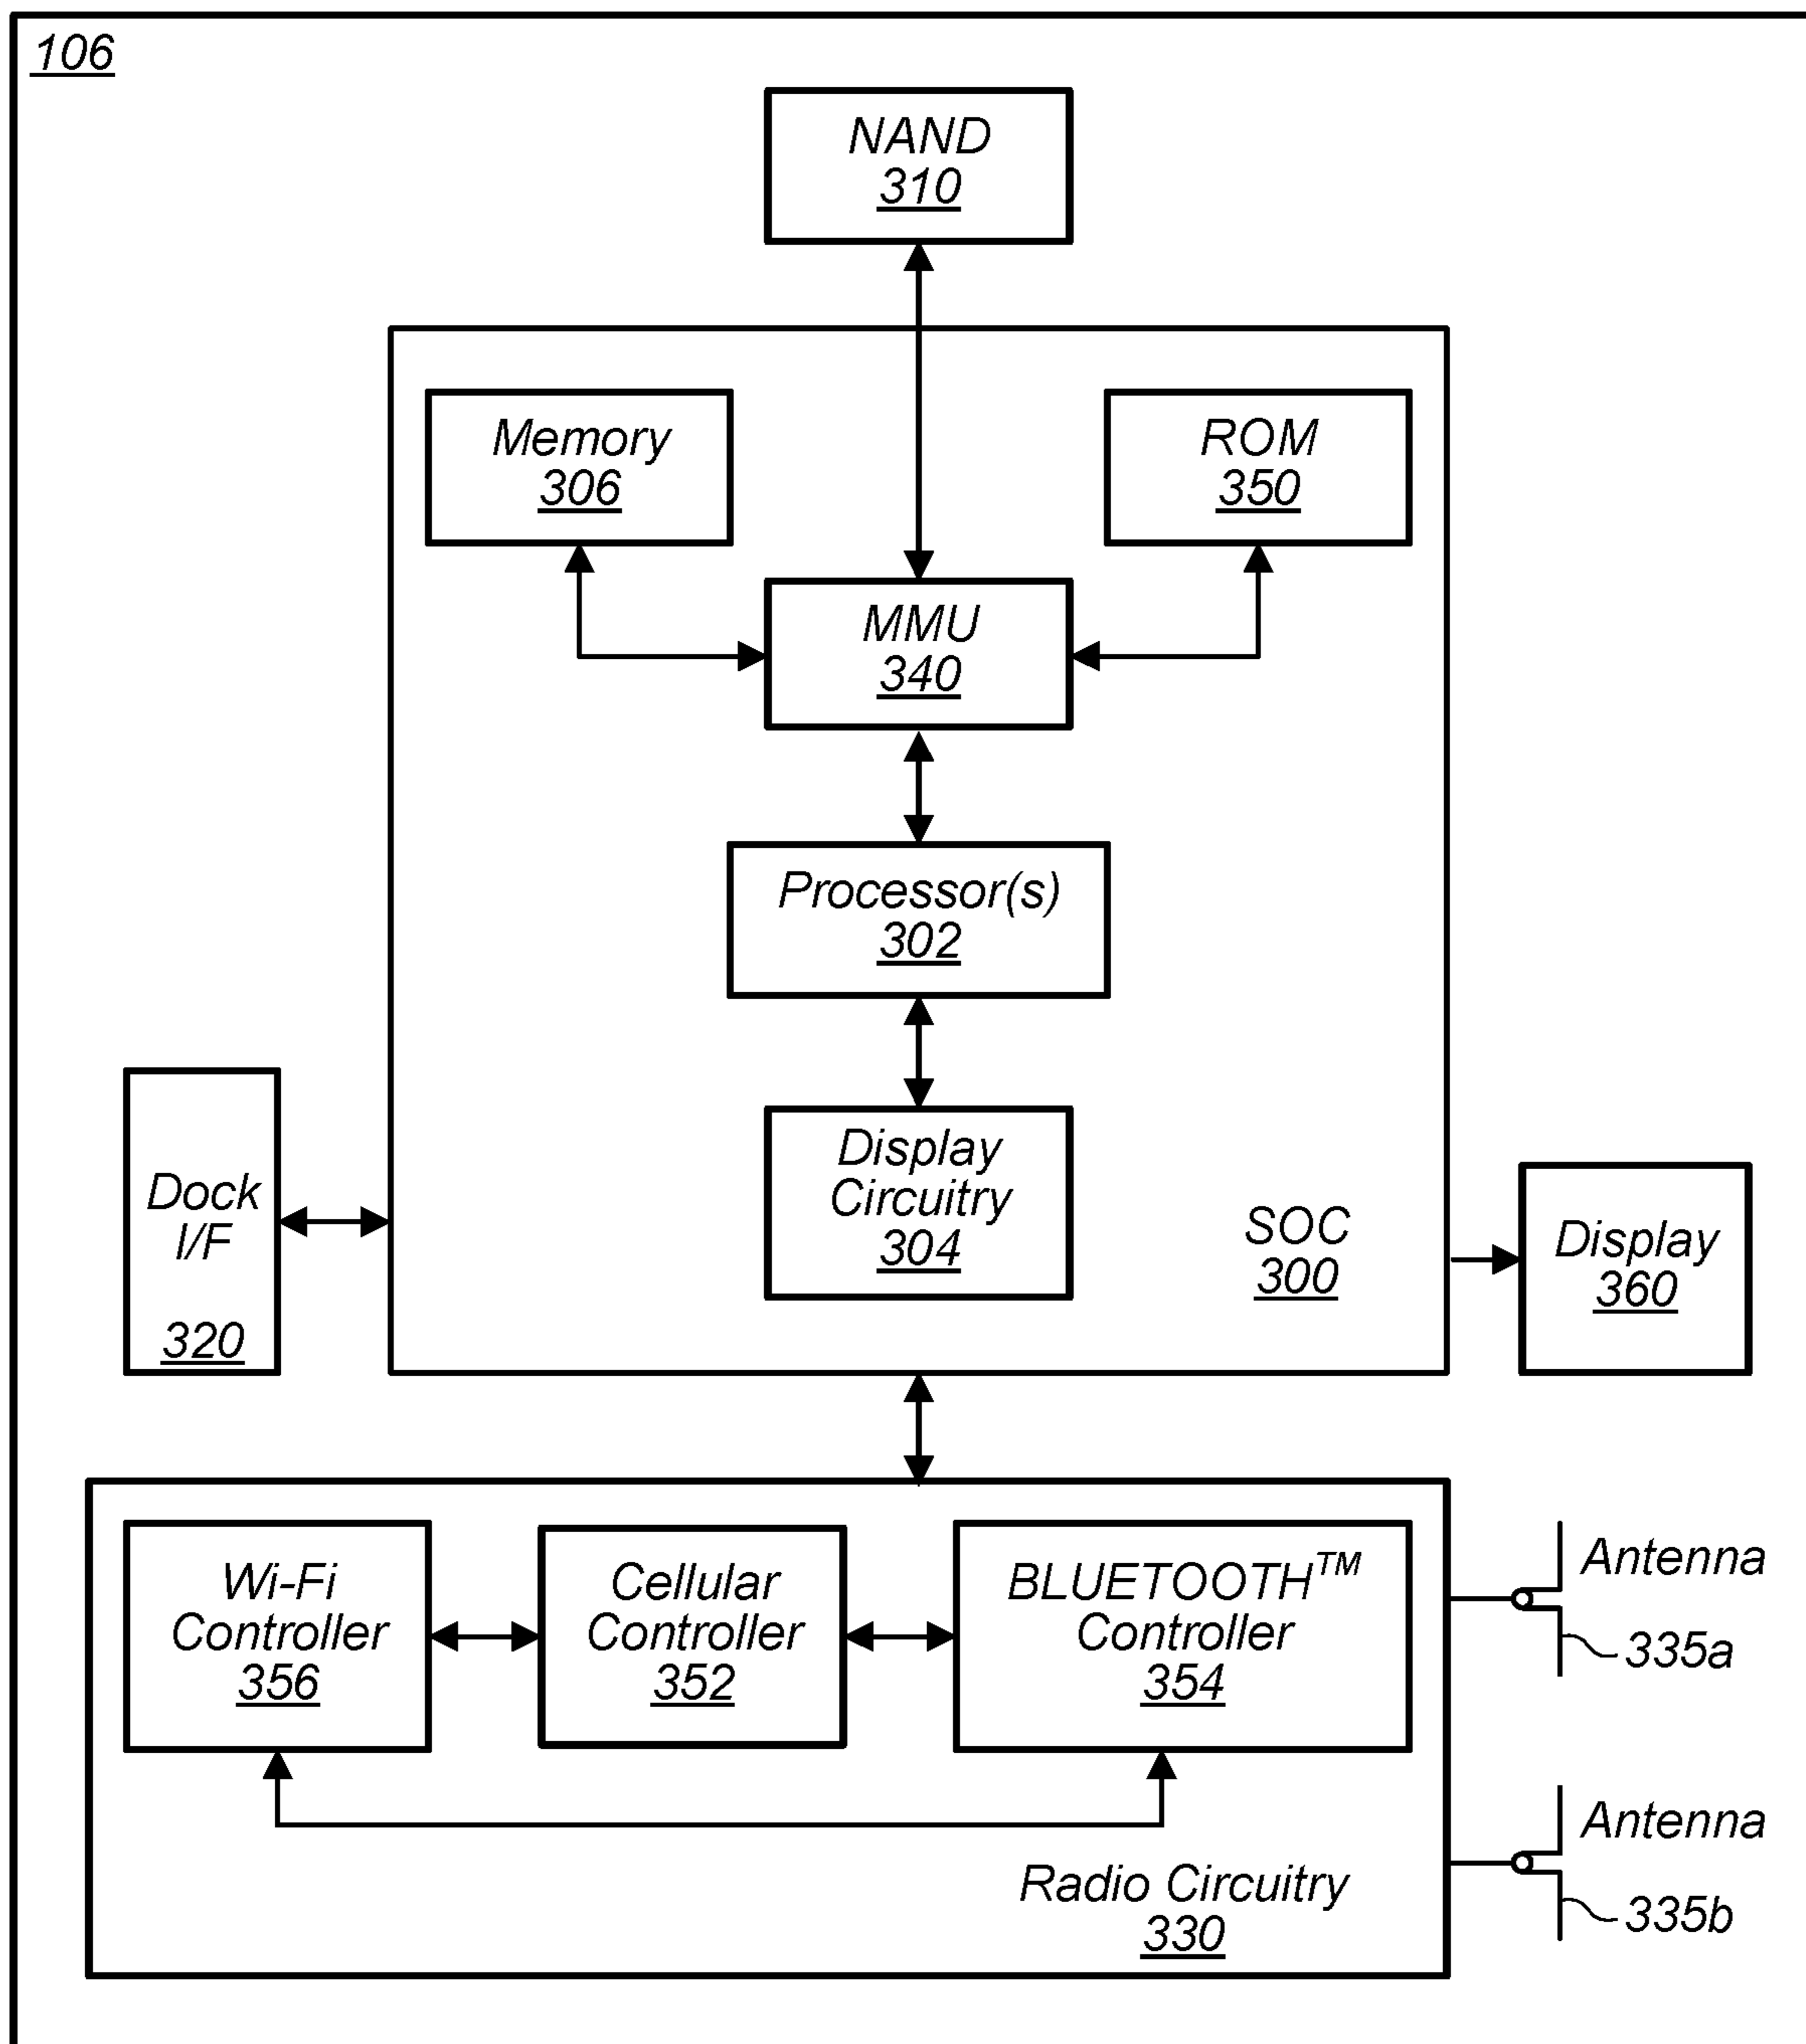 106
NAND
310
Memory
306
ROM
350
MMU
340
Processor(s)
302
Display
Circuitry
304
SOC
300
Dock
I/F
320
Display
360
Wi-Fi
Controller
356
Cellular
Controller
352
BLUETOOTH™
Controller
354
Radio Circuitry
330
Antenna
335a
Antenna
335b